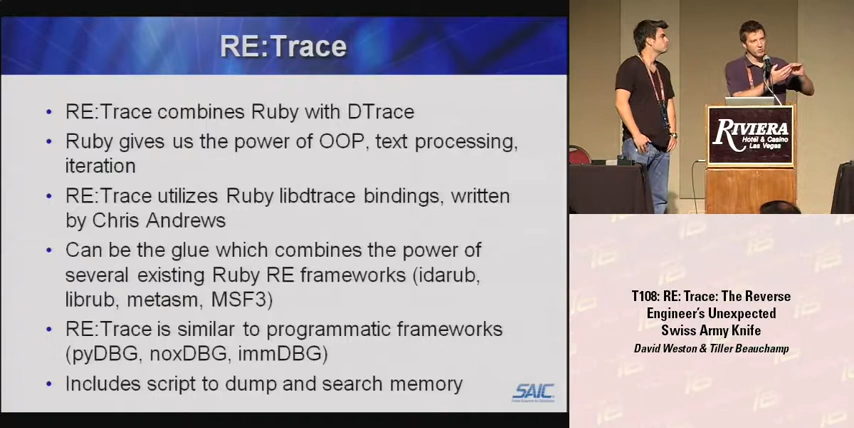 RE:Trace
• RE:Trace combines Ruby with DTrace
• Ruby gives us the power of OOP, text processing,
iteration
• RE:Trace utilizes Ruby libdtrace bindings, written
by Chris Andrews
• Can be the glue which combines the power of
several existing Ruby RE frameworks (idarub,
librub, metasm, MSF3)
• RE:Trace is similar to programmatic frameworks
(pyDBG, noxDBG, immDBG)
• Includes script to dump and search memory
SAIC
RIVIERA
Hotel & Casino
Las Vegas
T108: RE: Trace: The Reverse
Engineer's Unexpected
Swiss Army Knife
David Weston & Tiller Beauchamp